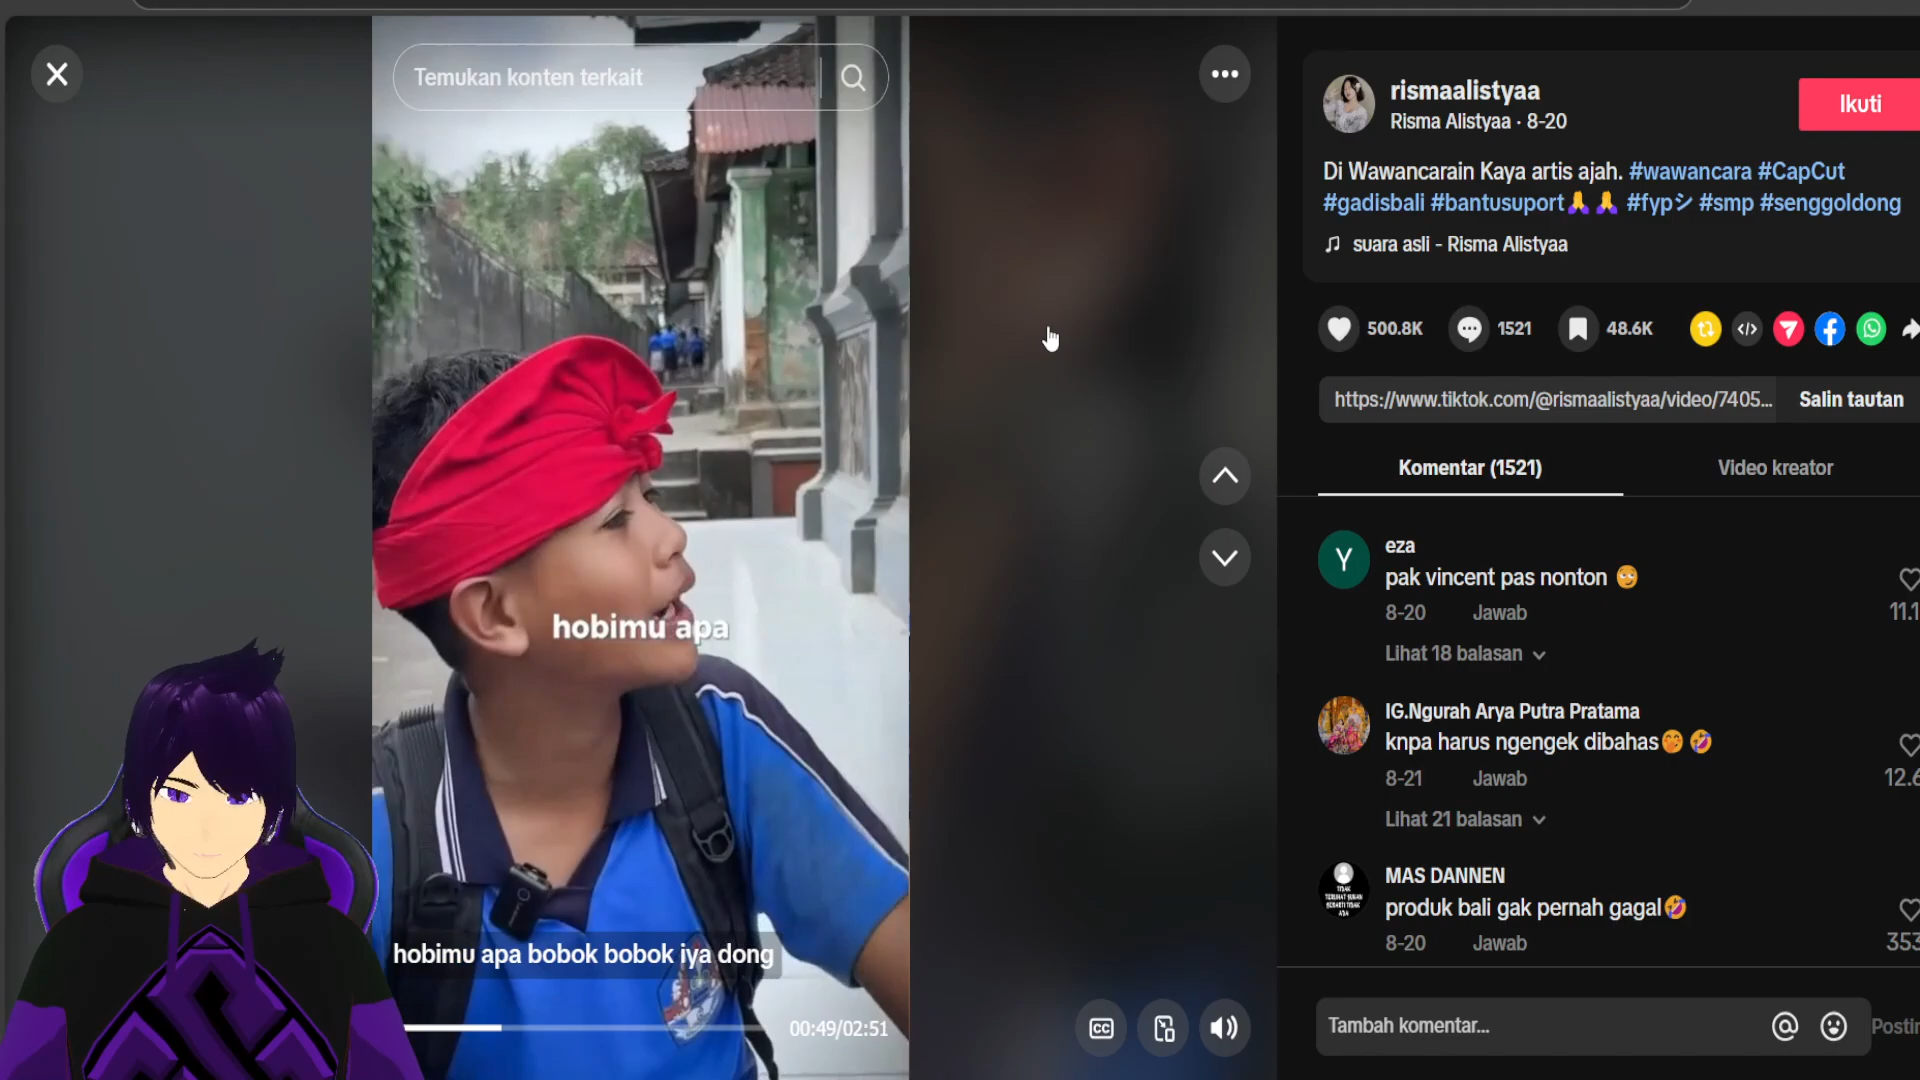 Temukan konten terkait
hobimu apa
hobimu apa bobok bobok iya dong
00:49/02:51
CC
rismaalistyaa
Risma Alistyaa · 8-20
Ikuti
Di Wawancarain Kaya artis ajah. #wawancara #CapCut
#gadisbali #bantusuport🙏🙏 #fypシ #smp #senggoldong
suara asli - Risma Alistyaa
500.8K
1521
48.6K
https://www.tiktok.com/@rismaalistyaa/video/7405...
Salin tautan
Komentar (1521)
Video kreator
Y
eza
pak vincent pas nonton
8-20 Jawab
11.1
Lihat 18 balasan
IG.Ngurah Arya Putra Pratama
knpa harus ngengek dibahas🤭🤣
8-21 Jawab
12.6
Lihat 21 balasan
MAS DANNEN
produk bali gak pernah gagal🤣
8-20 Jawab
353
Tambah komentar...